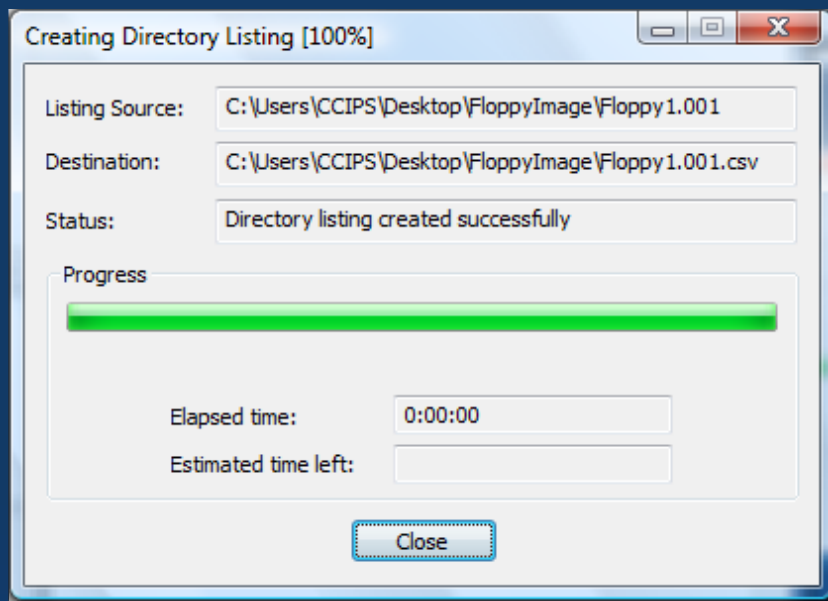 Creating Directory Listing [100%]
Listing Source: C:\Users\CCIPS\Desktop\FloppyImage\Floppy1.001
Destination: C:\Users\CCIPS\Desktop\FloppyImage\Floppy1.001.csv
Status: Directory listing created successfully
Progress
Elapsed time: 0:00:00
Estimated time left:
Close